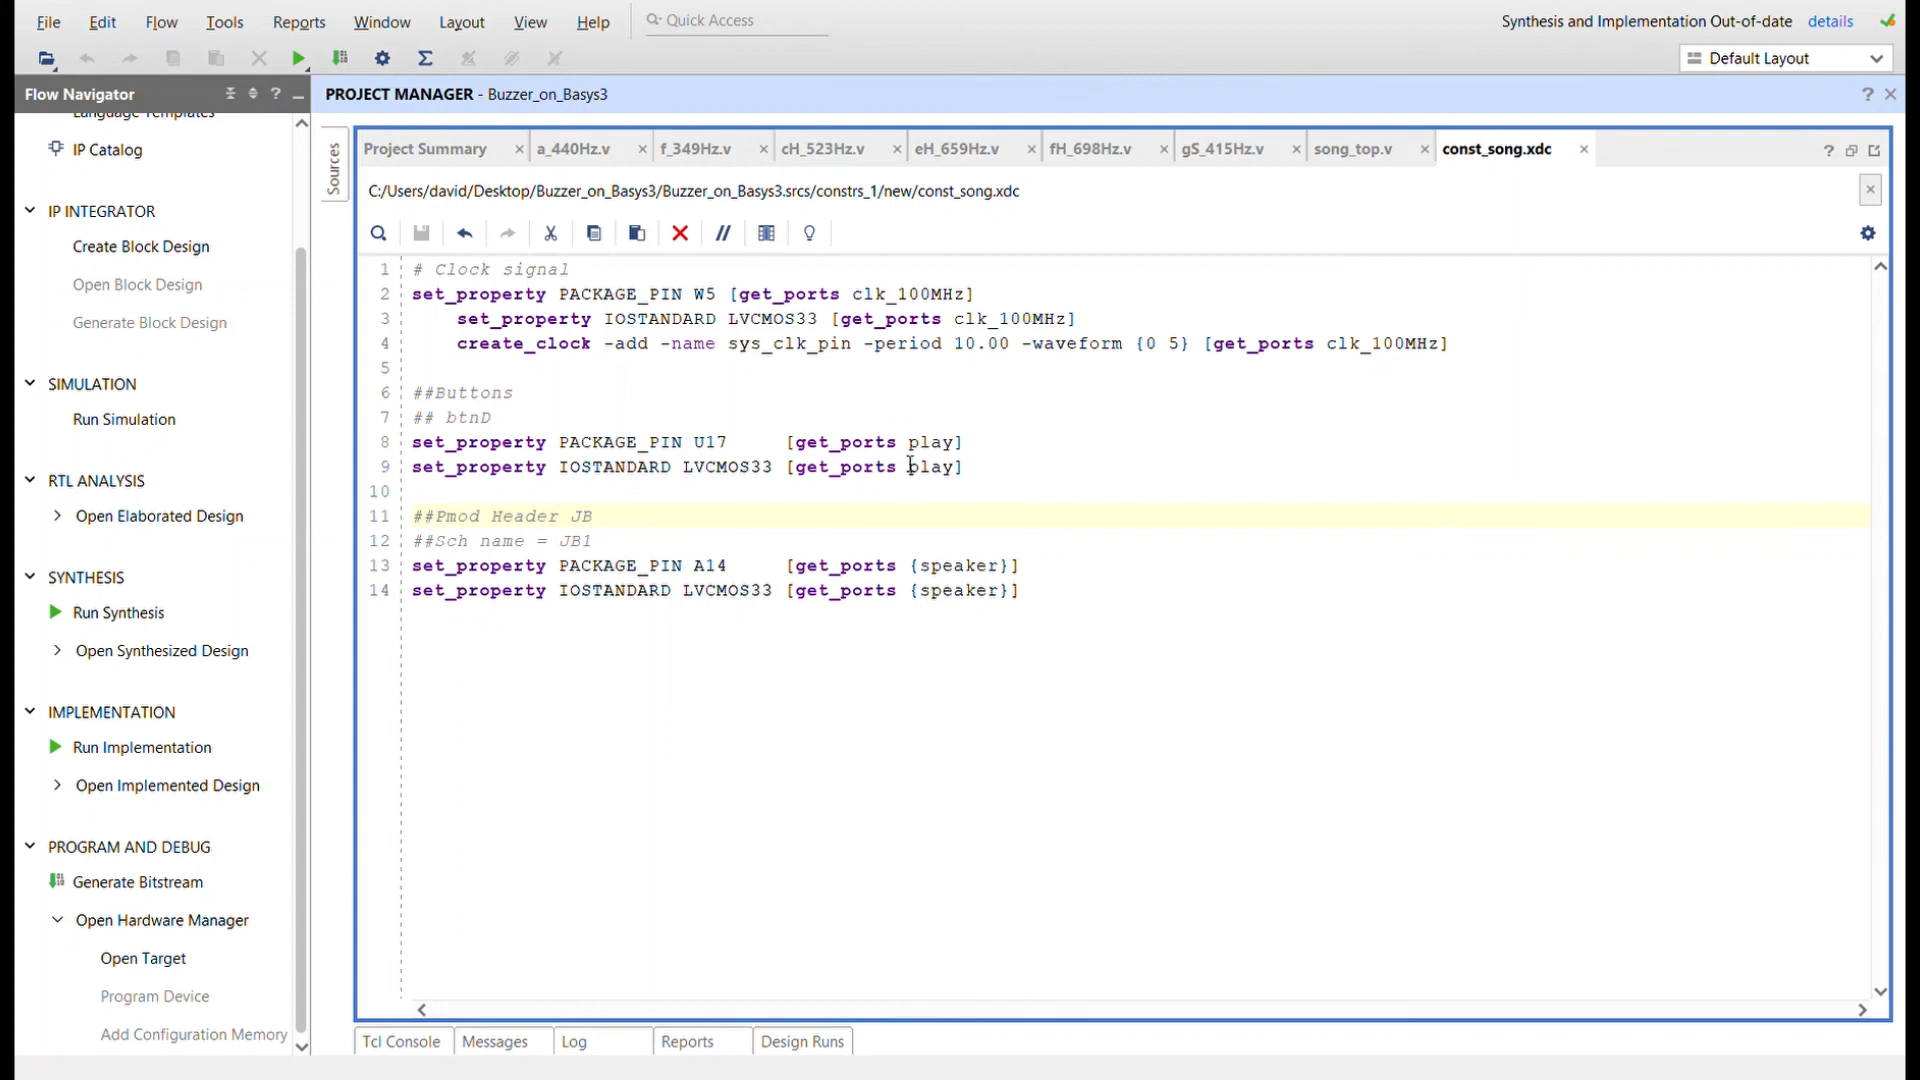 File Edit Flow Tools Reports Window Layout View Help Quick Access Synthesis and Implementation Out-of-date details
Default Layout
Flow Navigator ? PROJECT MANAGER - Buzzer_on_Basys3 ?
Language Templates
IP Catalog
IP INTEGRATOR
Create Block Design
Open Block Design
Generate Block Design
SIMULATION
Run Simulation
RTL ANALYSIS
Open Elaborated Design
SYNTHESIS
Run Synthesis
Open Synthesized Design
IMPLEMENTATION
Run Implementation
Open Implemented Design
PROGRAM AND DEBUG
Generate Bitstream
Open Hardware Manager
Open Target
Program Device
Add Configuration Memory
Sources
Project Summary a_440Hz.v f_349Hz.v cH_523Hz.v eH_659Hz.v fH_698Hz.v gS_415Hz.v song_top.v const_song.xdc ?
C:/Users/david/Desktop/Buzzer_on_Basys3/Buzzer_on_Basys3.srcs/constrs_1/new/const_song.xdc
//
1 # Clock signal
2 set_property PACKAGE_PIN W5 [get_ports clk_100MHz]
3 set_property IOSTANDARD LVCMOS33 [get_ports clk_100MHz]
4 create_clock -add -name sys_clk_pin -period 10.00 -waveform {0 5} [get_ports clk_100MHz]
5
6 ##Buttons
7 ## btnD
8 set_property PACKAGE_PIN U17 [get_ports play]
9 set_property IOSTANDARD LVCMOS33 [get_ports play]
10
11 ##Pmod Header JB
12 ##Sch name = JB1
13 set_property PACKAGE_PIN A14 [get_ports {speaker}]
14 set_property IOSTANDARD LVCMOS33 [get_ports {speaker}]
Tcl Console Messages Log Reports Design Runs